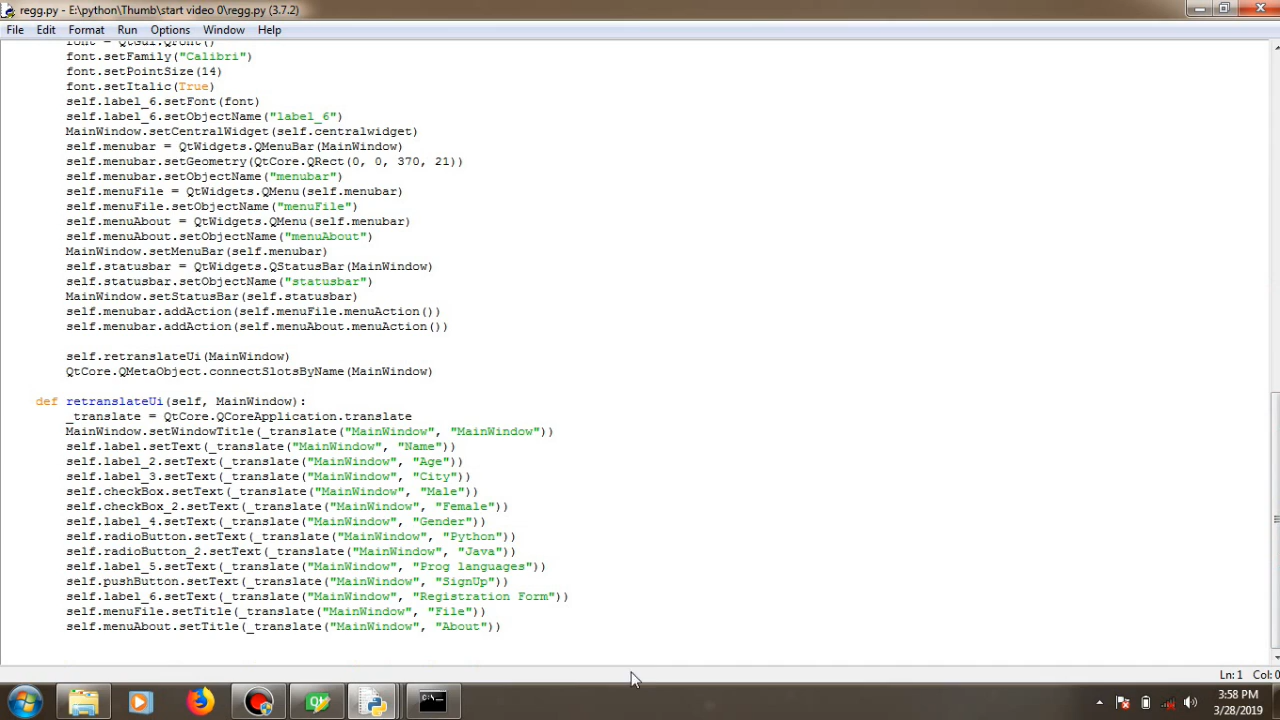 regg.py - E:\python\Thumb\start video 0\regg.py (3.7.2)
File Edit Format Run Options Window Help
font = QtGui.QFont()
font.setFamily("Calibri")
font.setPointSize(14)
font.setItalic(True)
self.label_6.setFont(font)
self.label_6.setObjectName("label_6")
MainWindow.setCentralWidget(self.centralwidget)
self.menubar = QtWidgets.QMenuBar(MainWindow)
self.menubar.setGeometry(QtCore.QRect(0, 0, 370, 21))
self.menubar.setObjectName("menubar")
self.menuFile = QtWidgets.QMenu(self.menubar)
self.menuFile.setObjectName("menuFile")
self.menuAbout = QtWidgets.QMenu(self.menubar)
self.menuAbout.setObjectName("menuAbout")
MainWindow.setMenuBar(self.menubar)
self.statusbar = QtWidgets.QStatusBar(MainWindow)
self.statusbar.setObjectName("statusbar")
MainWindow.setStatusBar(self.statusbar)
self.menubar.addAction(self.menuFile.menuAction())
self.menubar.addAction(self.menuAbout.menuAction())
self.retranslateUi(MainWindow)
QtCore.QMetaObject.connectSlotsByName(MainWindow)
def retranslateUi(self, MainWindow):
_translate = QtCore.QCoreApplication.translate
MainWindow.setWindowTitle(_translate("MainWindow", "MainWindow"))
self.label.setText(_translate("MainWindow", "Name"))
self.label_2.setText(_translate("MainWindow", "Age"))
self.label_3.setText(_translate("MainWindow", "City"))
self.checkBox.setText(_translate("MainWindow", "Male"))
self.checkBox_2.setText(_translate("MainWindow", "Female"))
self.label_4.setText(_translate("MainWindow", "Gender"))
self.radioButton.setText(_translate("MainWindow", "Python"))
self.radioButton_2.setText(_translate("MainWindow", "Java"))
self.label_5.setText(_translate("MainWindow", "Prog languages"))
self.pushButton.setText(_translate("MainWindow", "SignUp"))
self.label_6.setText(_translate("MainWindow", "Registration Form"))
self.menuFile.setTitle(_translate("MainWindow", "File"))
self.menuAbout.setTitle(_translate("MainWindow", "About"))
Ln: 1 Col: 0
3:58 PM
3/28/2019